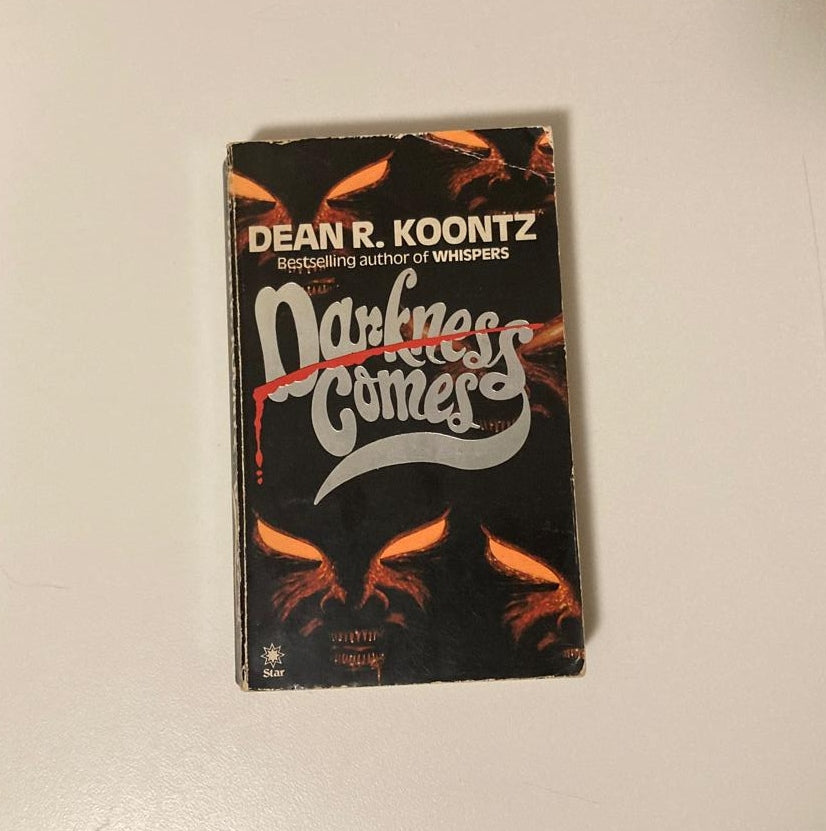 DEAN R. KOONTZ
Bestselling author of WHISPERS
Darkness
Comes
Star